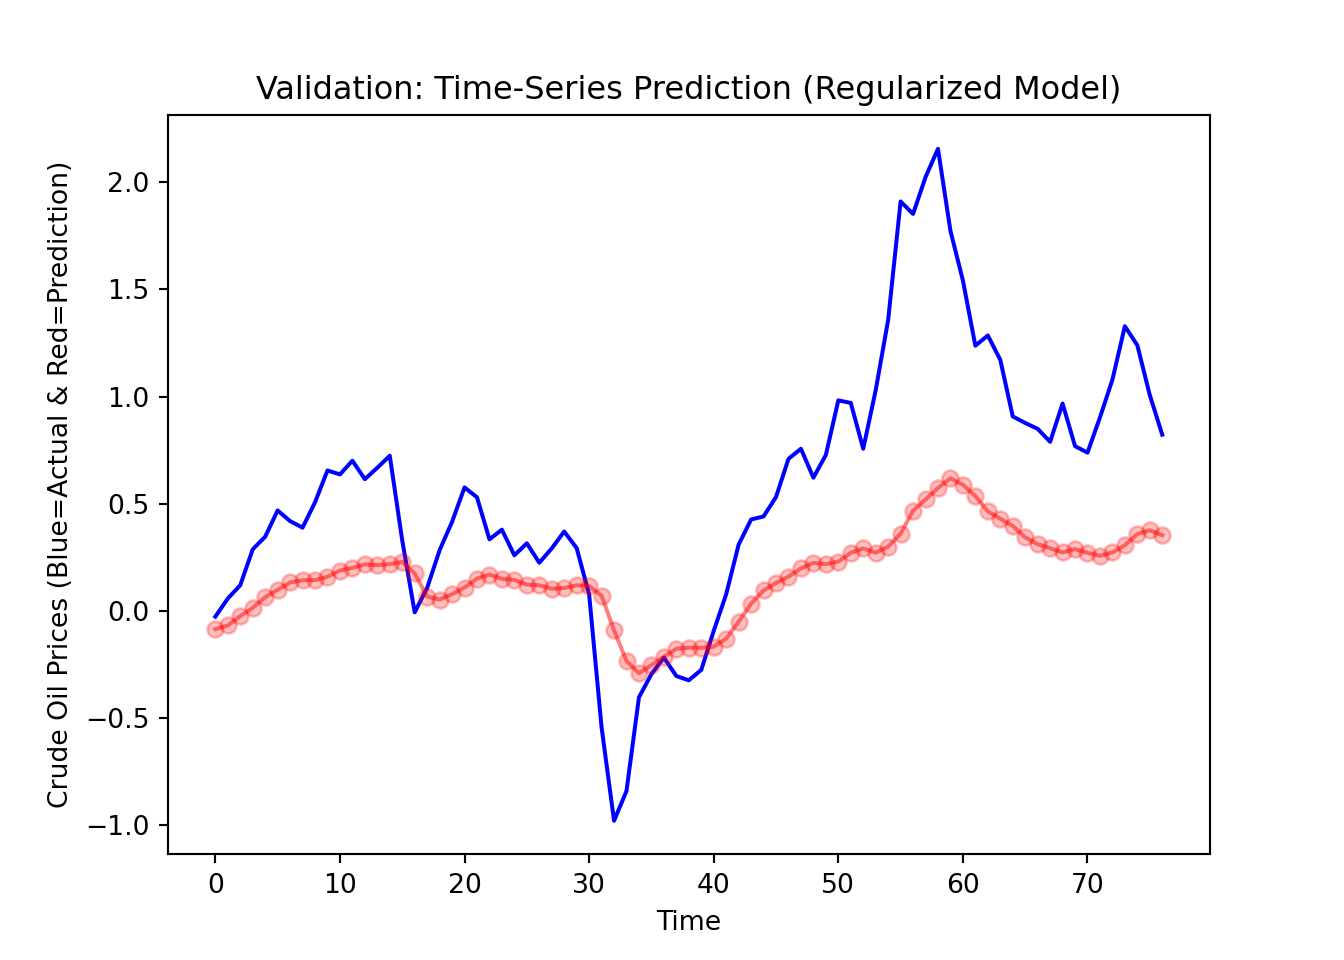 Validation: Time-Series Prediction (Regularized Model)
Crude Oil Prices (Blue=Actual & Red=Prediction)
2.0
1.5
1.0
0.5
0.0
−0.5
−1.0
0 10 20 30 40 50 60 70
Time